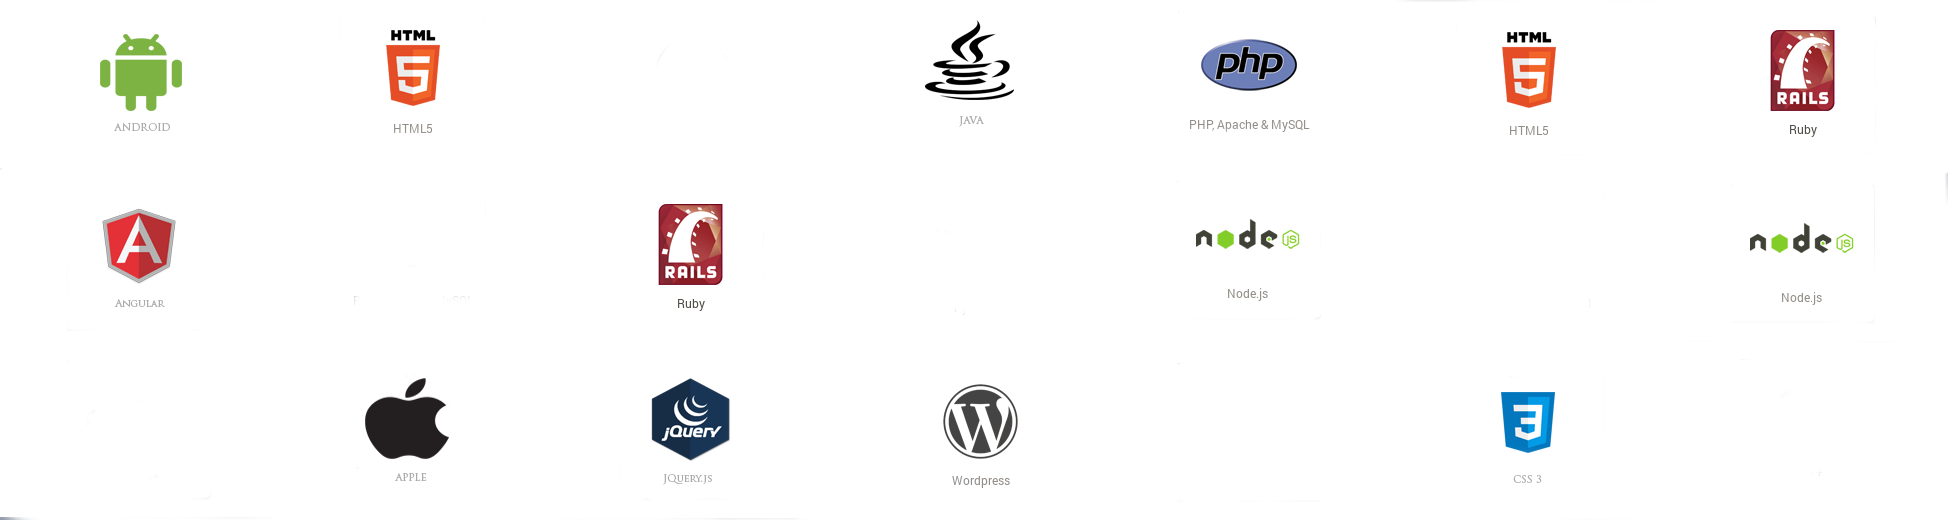 HTML
5
php
HTML
5
RAILS
ANDROID
HTML5
JAVA
PHP, Apache & MySQL
HTML5
Ruby
A
RAILS
node JS
node JS
ANGULAR
Ruby
Node.js
Node.js
jQuery
W
3
APPLE
JQUERY.JS
Wordpress
CSS 3